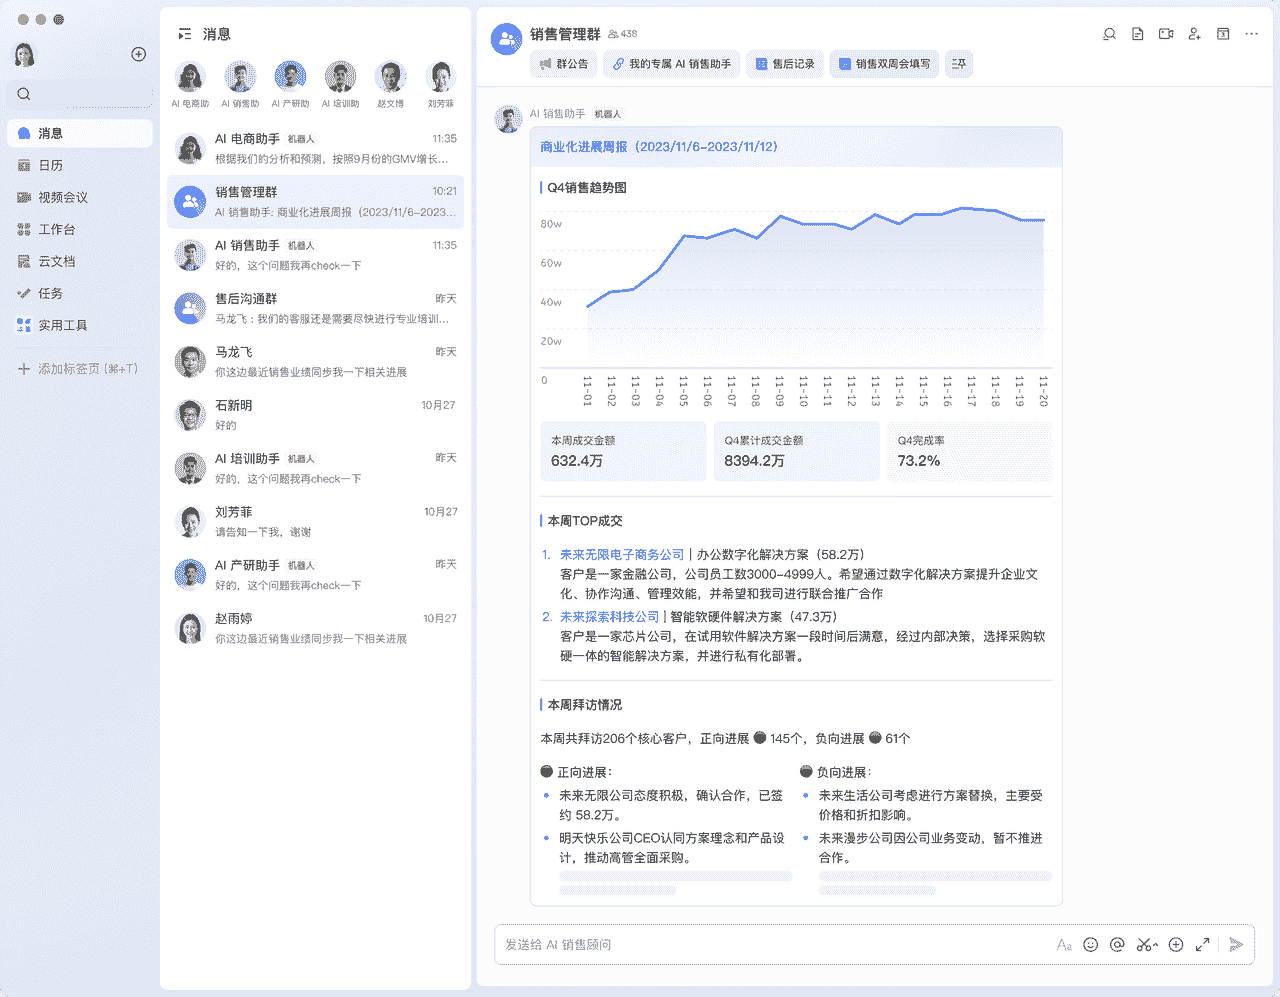 消息
日历
视频会议
工作台
云文档
任务
实用工具
添加标签页 (⌘+T)
消息
AI 电商助
AI 销售助
AI 产研助
AI 培训助
赵文博
刘芳菲
AI 电商助手 机器人 11:35
根据我们的分析和预测，按照9月份的GMV增长...
销售管理群 10:21
AI 销售助手: 商业化进展周报（2023/11/6-2023...
AI 销售助手 机器人 11:35
好的，这个问题我再check一下
售后沟通群 昨天
马龙飞：我们的客服还是需要尽快进行专业培训...
马龙飞 昨天
你这边最近销售业绩同步我一下相关进展
石新明 10月27
好的
AI 培训助手 机器人 昨天
好的，这个问题我再check一下
刘芳菲 10月27
请告知一下我，谢谢
AI 产研助手 机器人 昨天
好的，这个问题我再check一下
赵雨婷 10月27
你这边最近销售业绩同步我一下相关进展
销售管理群 438
群公告
我的专属 AI 销售助手
售后记录
销售双周会填写
AI 销售助手 机器人
商业化进展周报（2023/11/6-2023/11/12）
Q4销售趋势图
80w
60w
40w
20w
0
11-01
11-02
11-03
11-04
11-05
11-06
11-07
11-08
11-09
11-10
11-11
11-12
11-13
11-14
11-15
11-16
11-17
11-18
11-19
11-20
本周成交金额
632.4万
Q4累计成交金额
8394.2万
Q4完成率
73.2%
本周TOP成交
1. 未来无限电子商务公司 | 办公数字化解决方案（58.2万）
客户是一家金融公司，公司员工数3000-4999人。希望通过数字化解决方案提升企业文
化、协作沟通、管理效能，并希望和我司进行联合推广合作
2. 未来探索科技公司 | 智能软硬件解决方案（47.3万）
客户是一家芯片公司，在试用软件解决方案一段时间后满意，经过内部决策，选择采购软
硬一体的智能解决方案，并进行私有化部署。
本周拜访情况
本周共拜访206个核心客户，正向进展 145个，负向进展 61个
正向进展：
未来无限公司态度积极，确认合作，已签
约 58.2万。
明天快乐公司CEO认同方案理念和产品设
计，推动高管全面采购。
负向进展：
未来生活公司考虑进行方案替换，主要受
价格和折扣影响。
未来漫步公司因公司业务变动，暂不推进
合作。
发送给 AI 销售顾问
Aa